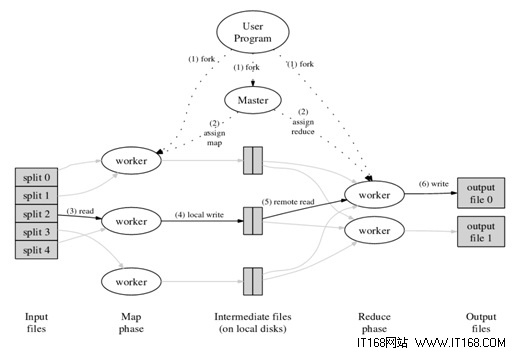 User
Program
(1) fork
(1) fork
(1) fork
Master
(2)
assign
map
(2)
assign
reduce
worker
split 0
split 1
split 2
split 3
split 4
(3) read
worker
(4) local write
(5) remote read
worker
(6) write
output
file 0
worker
output
file 1
worker
Input
files
Map
phase
Intermediate files
(on local disks)
Reduce
phase
Output
files
IT168网站 WWW.IT168.COM